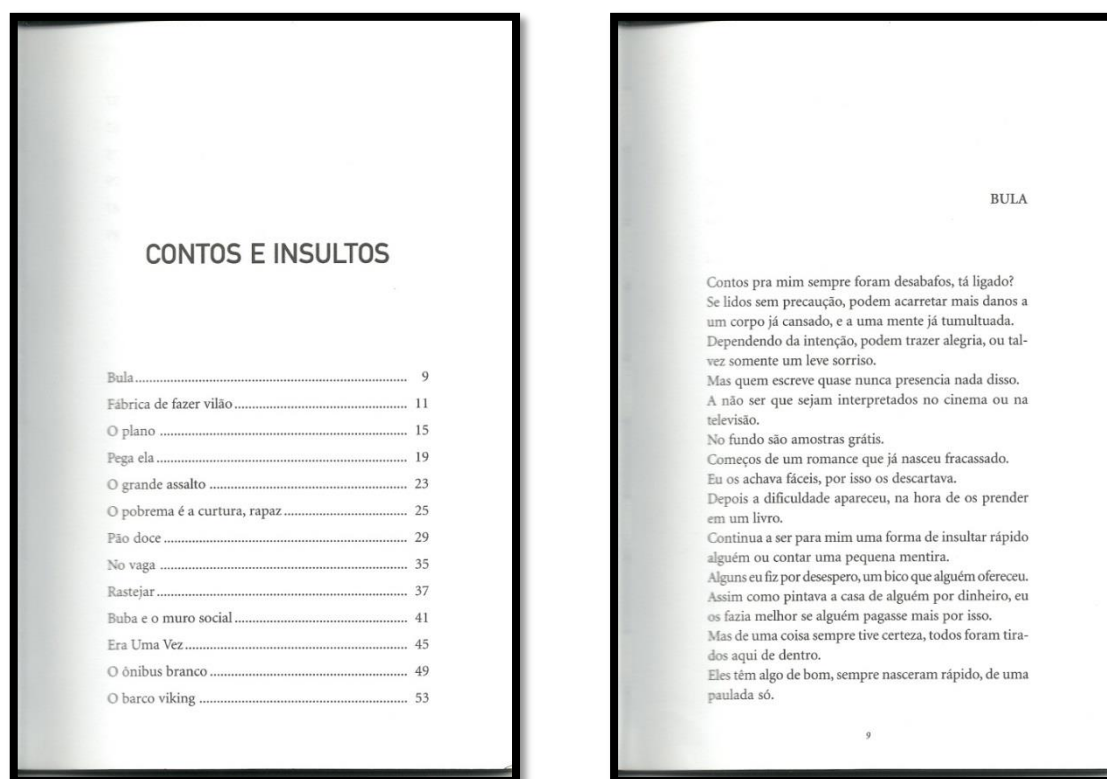 CONTOS E INSULTOS
Bula 9
Fábrica de fazer vilão 11
O plano 15
Pega ela 19
O grande assalto 23
O pobrema é a curtura, rapaz 25
Pão doce 29
No vaga 35
Rastejar 37
Buba e o muro social 41
Era Uma Vez 45
O ônibus branco 49
O barco viking 53
BULA
Contos pra mim sempre foram desabafos, tá ligado?
Se lidos sem precaução, podem acarretar mais danos a
um corpo já cansado, e a uma mente já tumultuada.
Dependendo da intenção, podem trazer alegria, ou tal-
vez somente um leve sorriso.
Mas quem escreve quase nunca presencia nada disso.
A não ser que sejam interpretados no cinema ou na
televisão.
No fundo são amostras grátis.
Começos de um romance que já nasceu fracassado.
Eu os achava fáceis, por isso os descartava.
Depois a dificuldade apareceu, na hora de os prender
em um livro.
Continua a ser para mim uma forma de insultar rápido
alguém ou contar uma pequena mentira.
Alguns eu fiz por desespero, um bico que alguém ofereceu.
Assim como pintava a casa de alguém por dinheiro, eu
os fazia melhor se alguém pagasse mais por isso.
Mas de uma coisa sempre tive certeza, todos foram tira-
dos aqui de dentro.
Eles têm algo de bom, sempre nasceram rápido, de uma
paulada só.
9